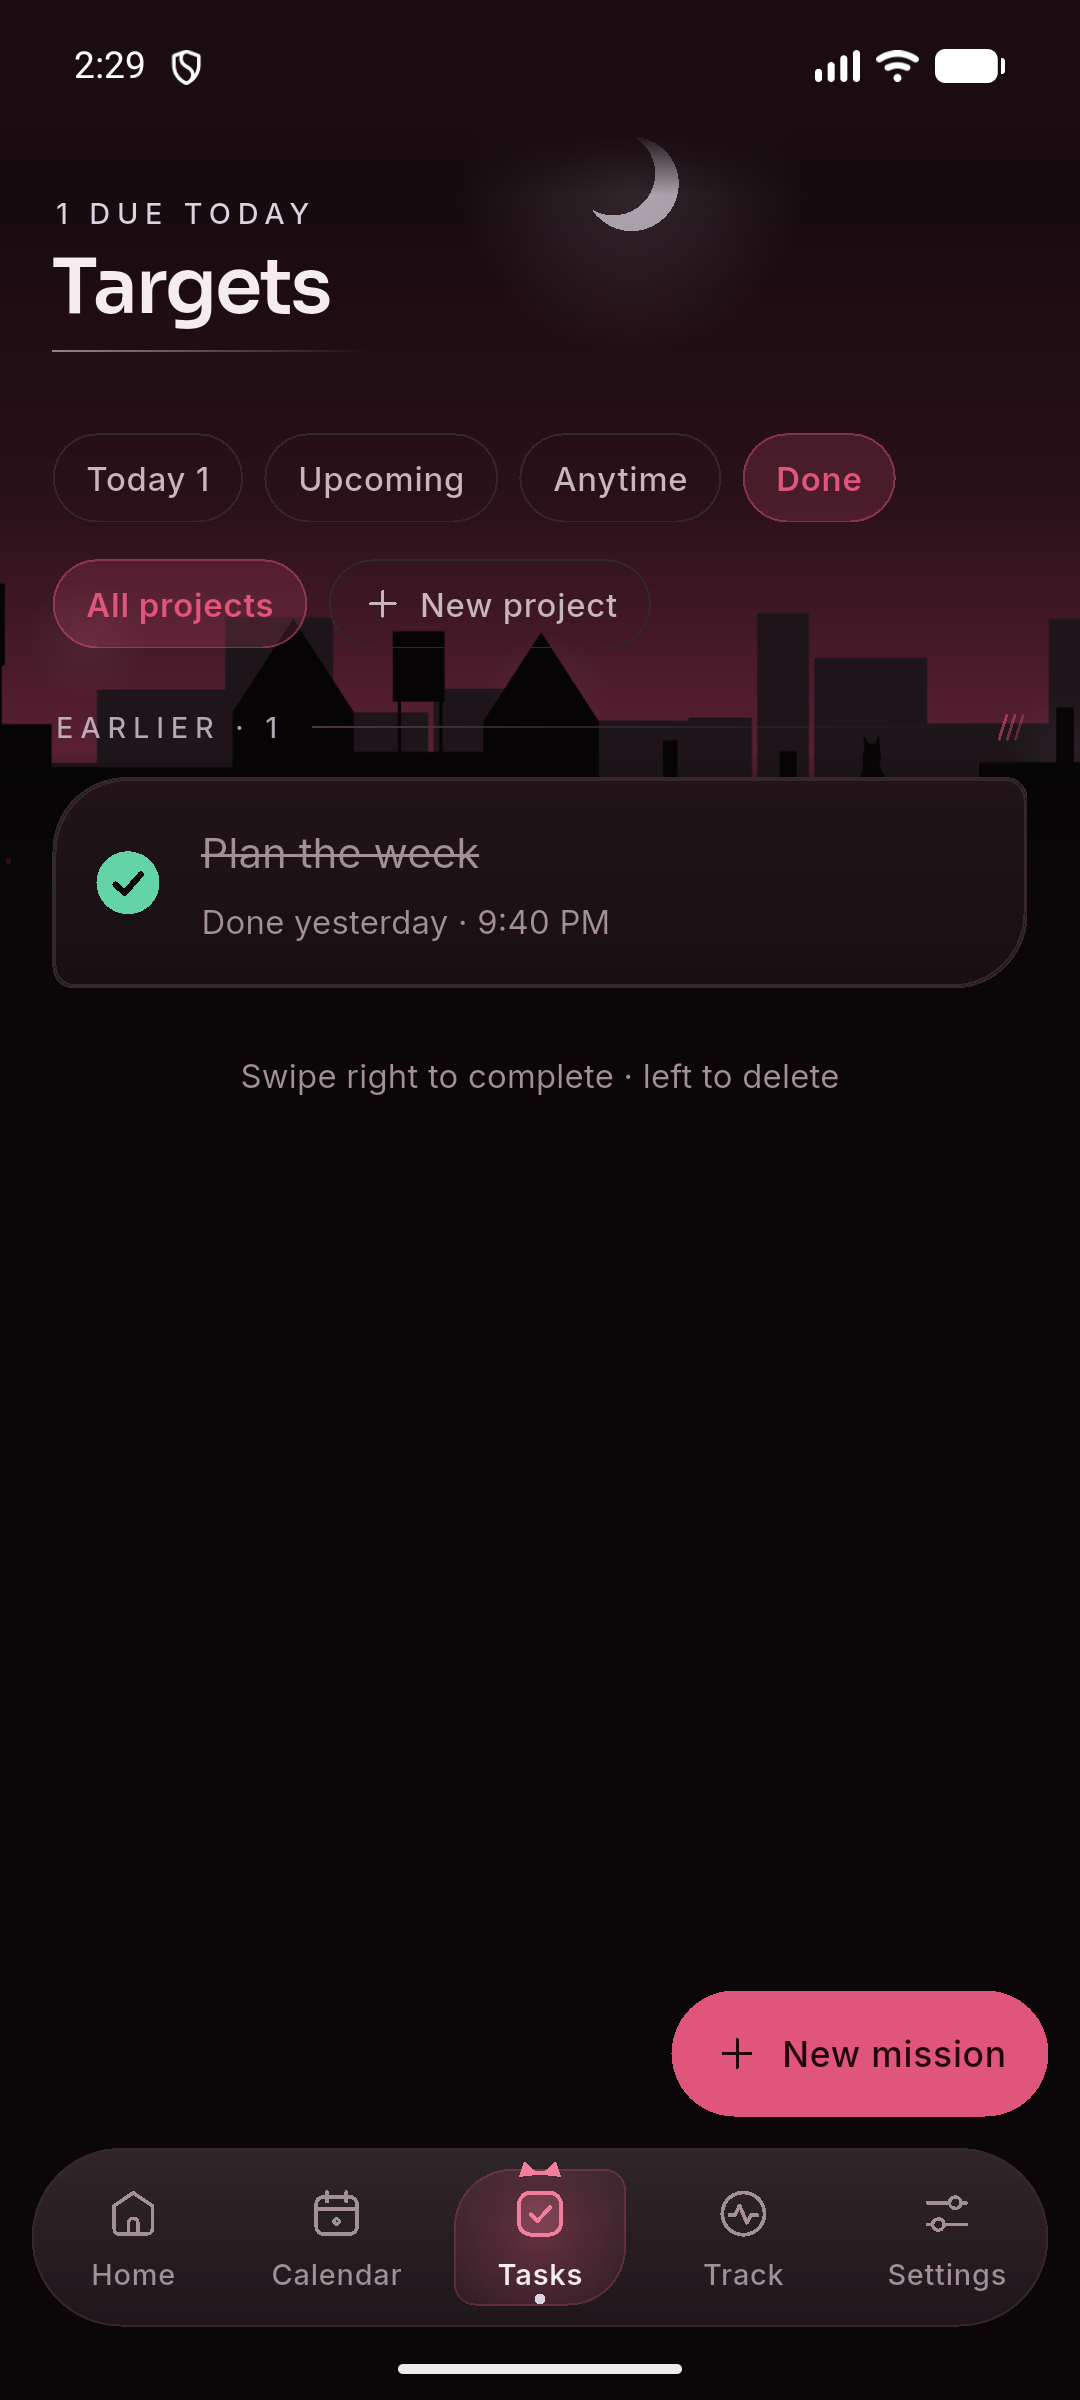 2:29
1 DUE TODAY
Targets
Today 1 Upcoming Anytime Done
All projects + New project
EARLIER · 1
Plan the week
Done yesterday · 9:40 PM
Swipe right to complete · left to delete
+ New mission
Home Calendar Tasks Track Settings